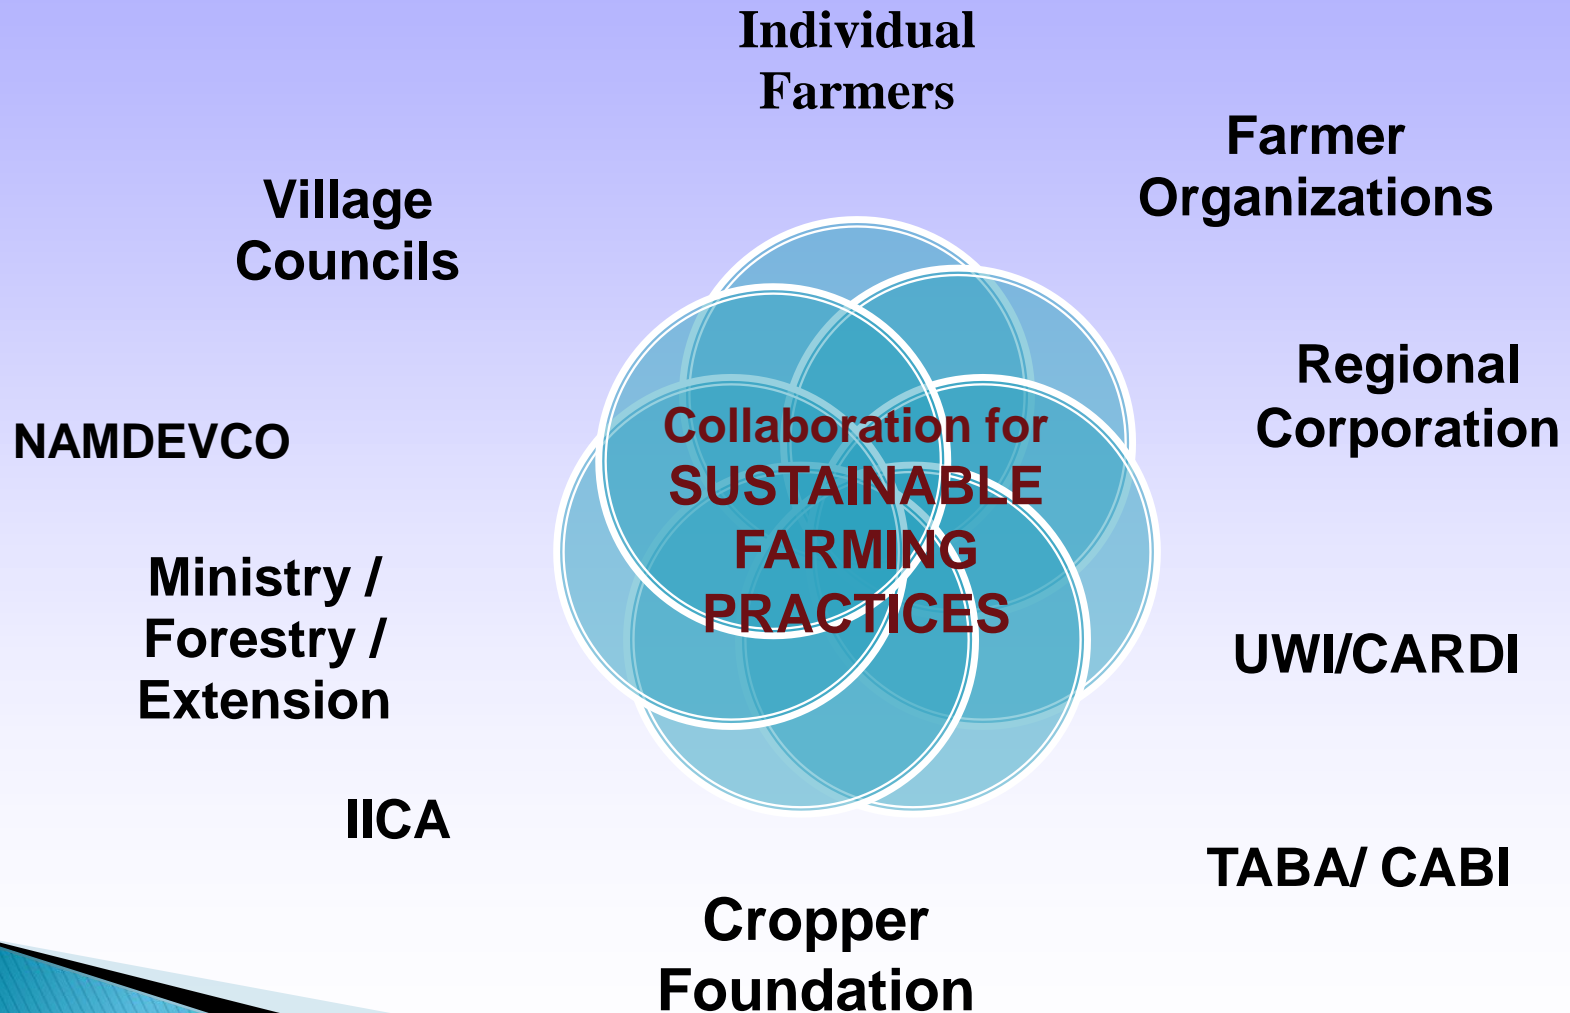 Individual
Farmers
Farmer
Organizations
Village
Councils
Regional
Corporation
NAMDEVCO
Collaboration for
SUSTAINABLE
FARMING
PRACTICES
Ministry /
Forestry /
Extension
UWI/CARDI
IICA
TABA/ CABI
Cropper
Foundation